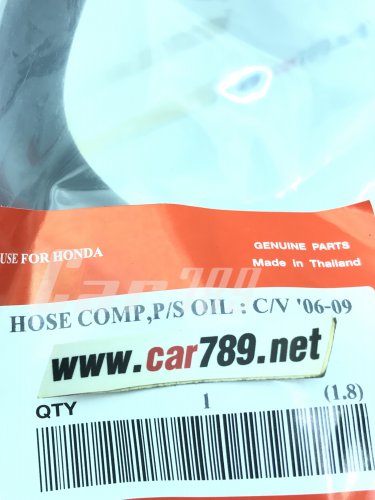 USE FOR HONDA
GENUINE PARTS
Made in Thailand
HOSE COMP,P/S OIL : C/V '06-09
www.car789.net
QTY 1 (1.8)